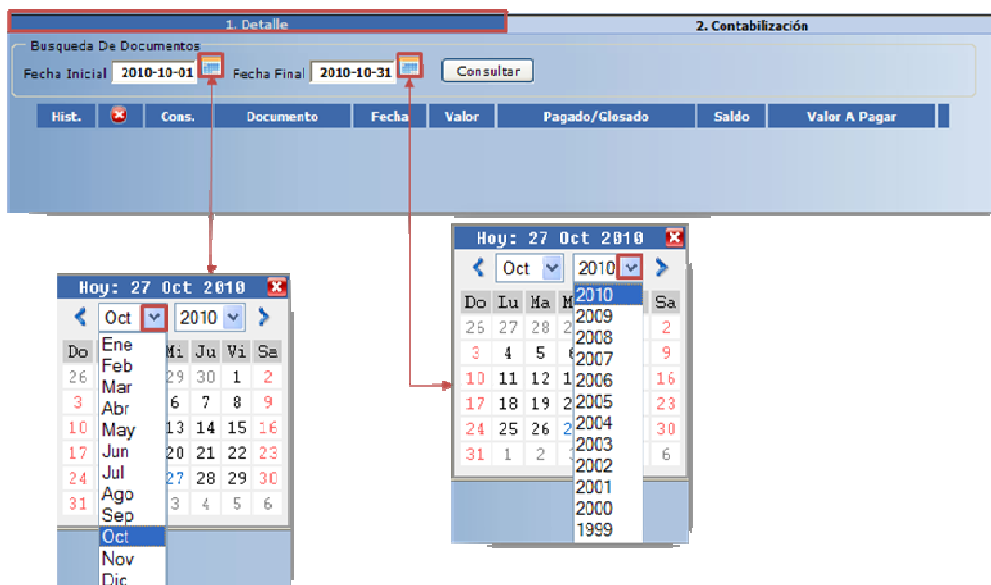 1. Detalle 2. Contabilización
Busqueda De Documentos
Fecha Inicial 2010-10-01 Fecha Final 2010-10-31 Consultar
Hist. Cons. Documento Fecha Valor Pagado/Glosado Saldo Valor A Pagar
Hoy: 27 Oct 2010
Oct 2010
Do Mi Ju Vi Sa
26 29 30 1 2
3 6 7 8 9
10 13 14 15 16
17 20 21 22 23
24 27 28 29 30
31 3 4 5 6
Ene
Feb
Mar
Abr
May
Jun
Jul
Ago
Sep
Oct
Nov
Dic
Hoy: 27 Oct 2010
Oct 2010
Do Lu Ma Sa
26 27 28 2
3 4 5 9
10 11 12 16
17 18 19 23
24 25 26 30
31 1 2 6
2010
2009
2008
2007
2006
2005
2004
2003
2002
2001
2000
1999